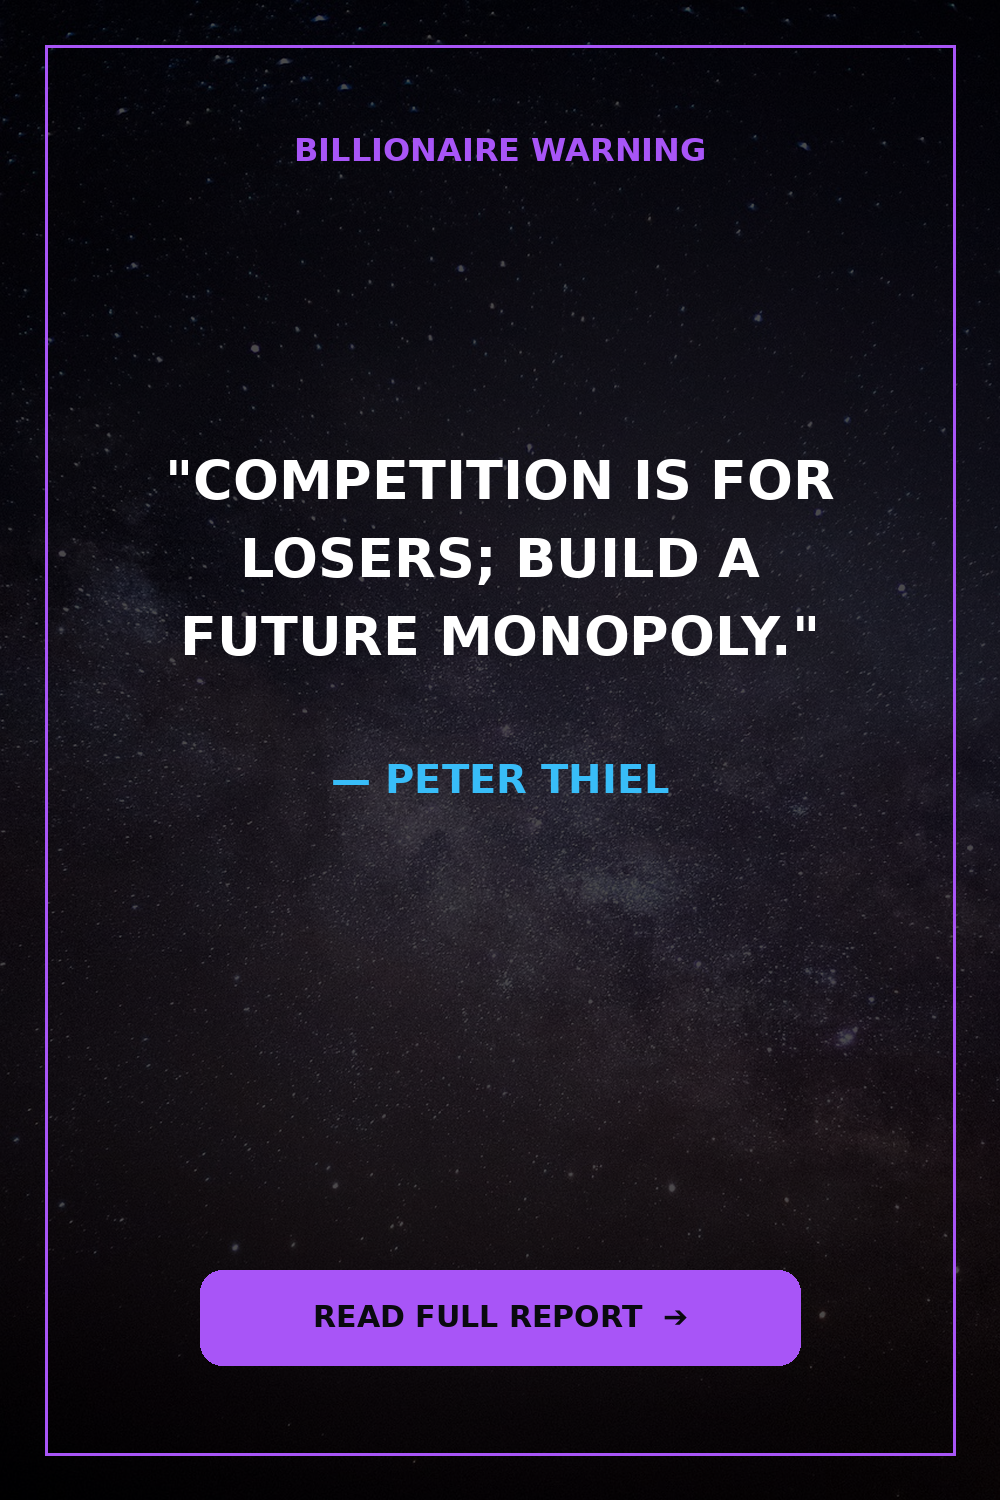 BILLIONAIRE WARNING
"COMPETITION IS FOR
LOSERS; BUILD A
FUTURE MONOPOLY."
— PETER THIEL
READ FULL REPORT ➔